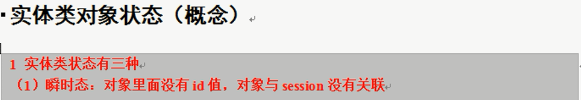 ▪实体类对象状态（概念）
1 实体类状态有三种
（1）瞬时态：对象里面没有 id 值，对象与 session 没有关联